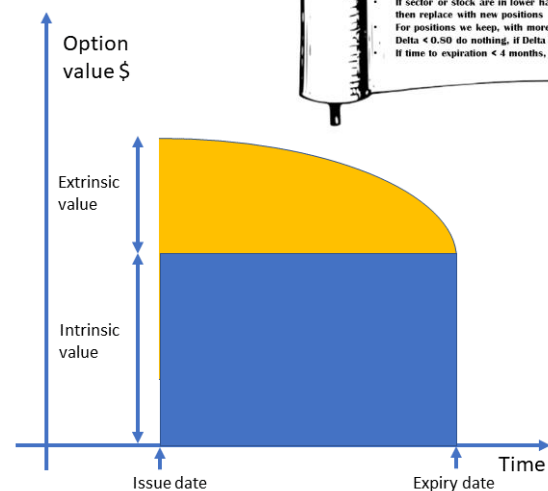 If sector or stock are in lower ha
then replace with new positions
For positions we keep, with more
Delta < 0.80 do nothing, if Delta
If time to expiration < 4 months,
Option
value $
Extrinsic
value
Intrinsic
value
Time
Issue date
Expiry date